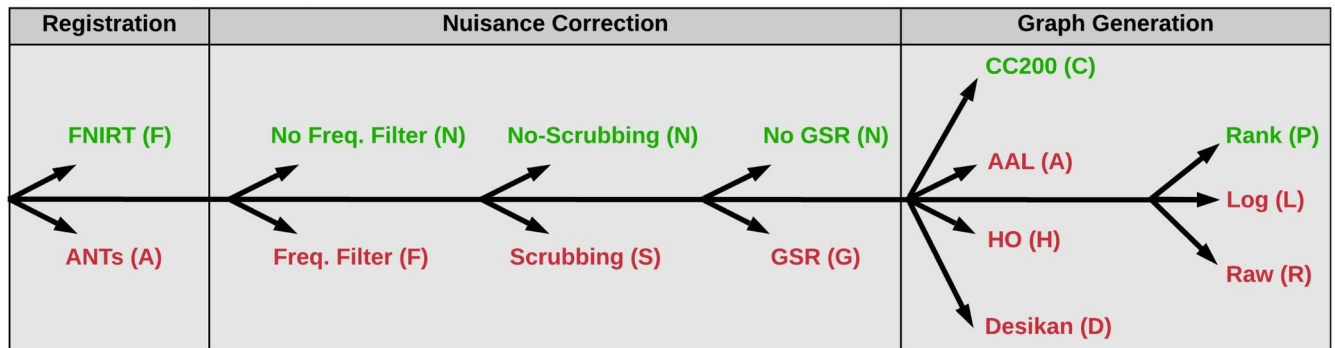 Registration
Nuisance Correction
Graph Generation
FNIRT (F)
ANTs (A)
No Freq. Filter (N)
Freq. Filter (F)
No-Scrubbing (N)
Scrubbing (S)
No GSR (N)
GSR (G)
CC200 (C)
AAL (A)
HO (H)
Desikan (D)
Rank (P)
Log (L)
Raw (R)